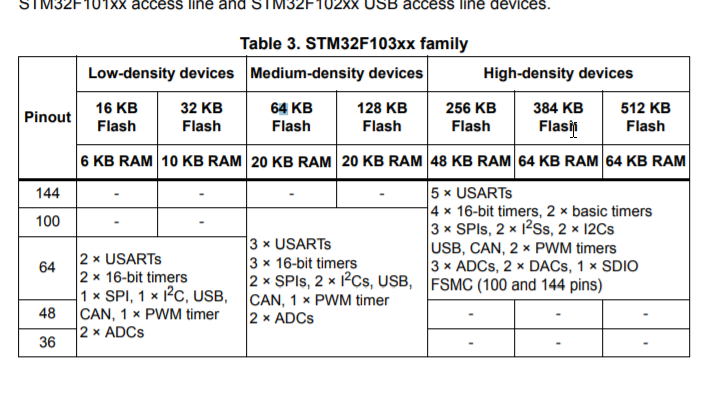 STM32F101xx access line and STM32F102xx USB access line devices.
Table 3. STM32F103xx family
Pinout
Low-density devices
Medium-density devices
High-density devices
16 KB Flash
32 KB Flash
64 KB Flash
128 KB Flash
256 KB Flash
384 KB Flash
512 KB Flash
6 KB RAM
10 KB RAM
20 KB RAM
20 KB RAM
48 KB RAM
64 KB RAM
64 KB RAM
144
-
-
-
-
5 × USARTs
4 × 16-bit timers, 2 × basic timers
3 × SPIs, 2 × I²Ss, 2 × I2Cs
USB, CAN, 2 × PWM timers
3 × ADCs, 2 × DACs, 1 × SDIO
FSMC (100 and 144 pins)
100
-
-
3 × USARTs
3 × 16-bit timers
2 × SPIs, 2 × I²Cs, USB,
CAN, 1 × PWM timer
2 × ADCs
64
2 × USARTs
2 × 16-bit timers
1 × SPI, 1 × I²C, USB,
CAN, 1 × PWM timer
2 × ADCs
48
-
-
-
36
-
-
-